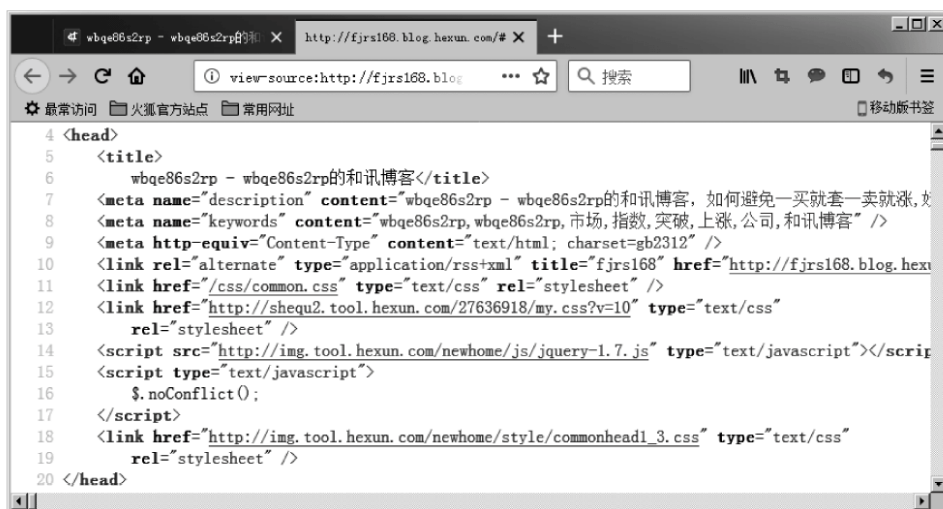 wbqe86s2rp - wbqe86s2rp的和
http://fjrs168.blog.hexun.com/#
view-source:http://fjrs168.blog
搜索
最常访问 火狐官方站点 常用网址 移动版书签
4 <head>
5 <title>
6 wbqe86s2rp - wbqe86s2rp的和讯博客</title>
7 <meta name="description" content="wbqe86s2rp - wbqe86s2rp的和讯博客，如何避免一买就套一卖就涨,
8 <meta name="keywords" content="wbqe86s2rp,wbqe86s2rp,市场,指数,突破,上涨,公司,和讯博客" />
9 <meta http-equiv="Content-Type" content="text/html; charset=gb2312" />
10 <link rel="alternate" type="application/rss+xml" title="fjrs168" href="http://fjrs168.blog.hexu
11 <link href="/css/common.css" type="text/css" rel="stylesheet" />
12 <link href="http://shequ2.tool.hexun.com/27636918/my.css?v=10" type="text/css"
13 rel="stylesheet" />
14 <script src="http://img.tool.hexun.com/newhome/js/jquery-1.7.js" type="text/javascript"></scrip
15 <script type="text/javascript">
16 $.noConflict();
17 </script>
18 <link href="http://img.tool.hexun.com/newhome/style/commonhead1_3.css" type="text/css"
19 rel="stylesheet" />
20 </head>